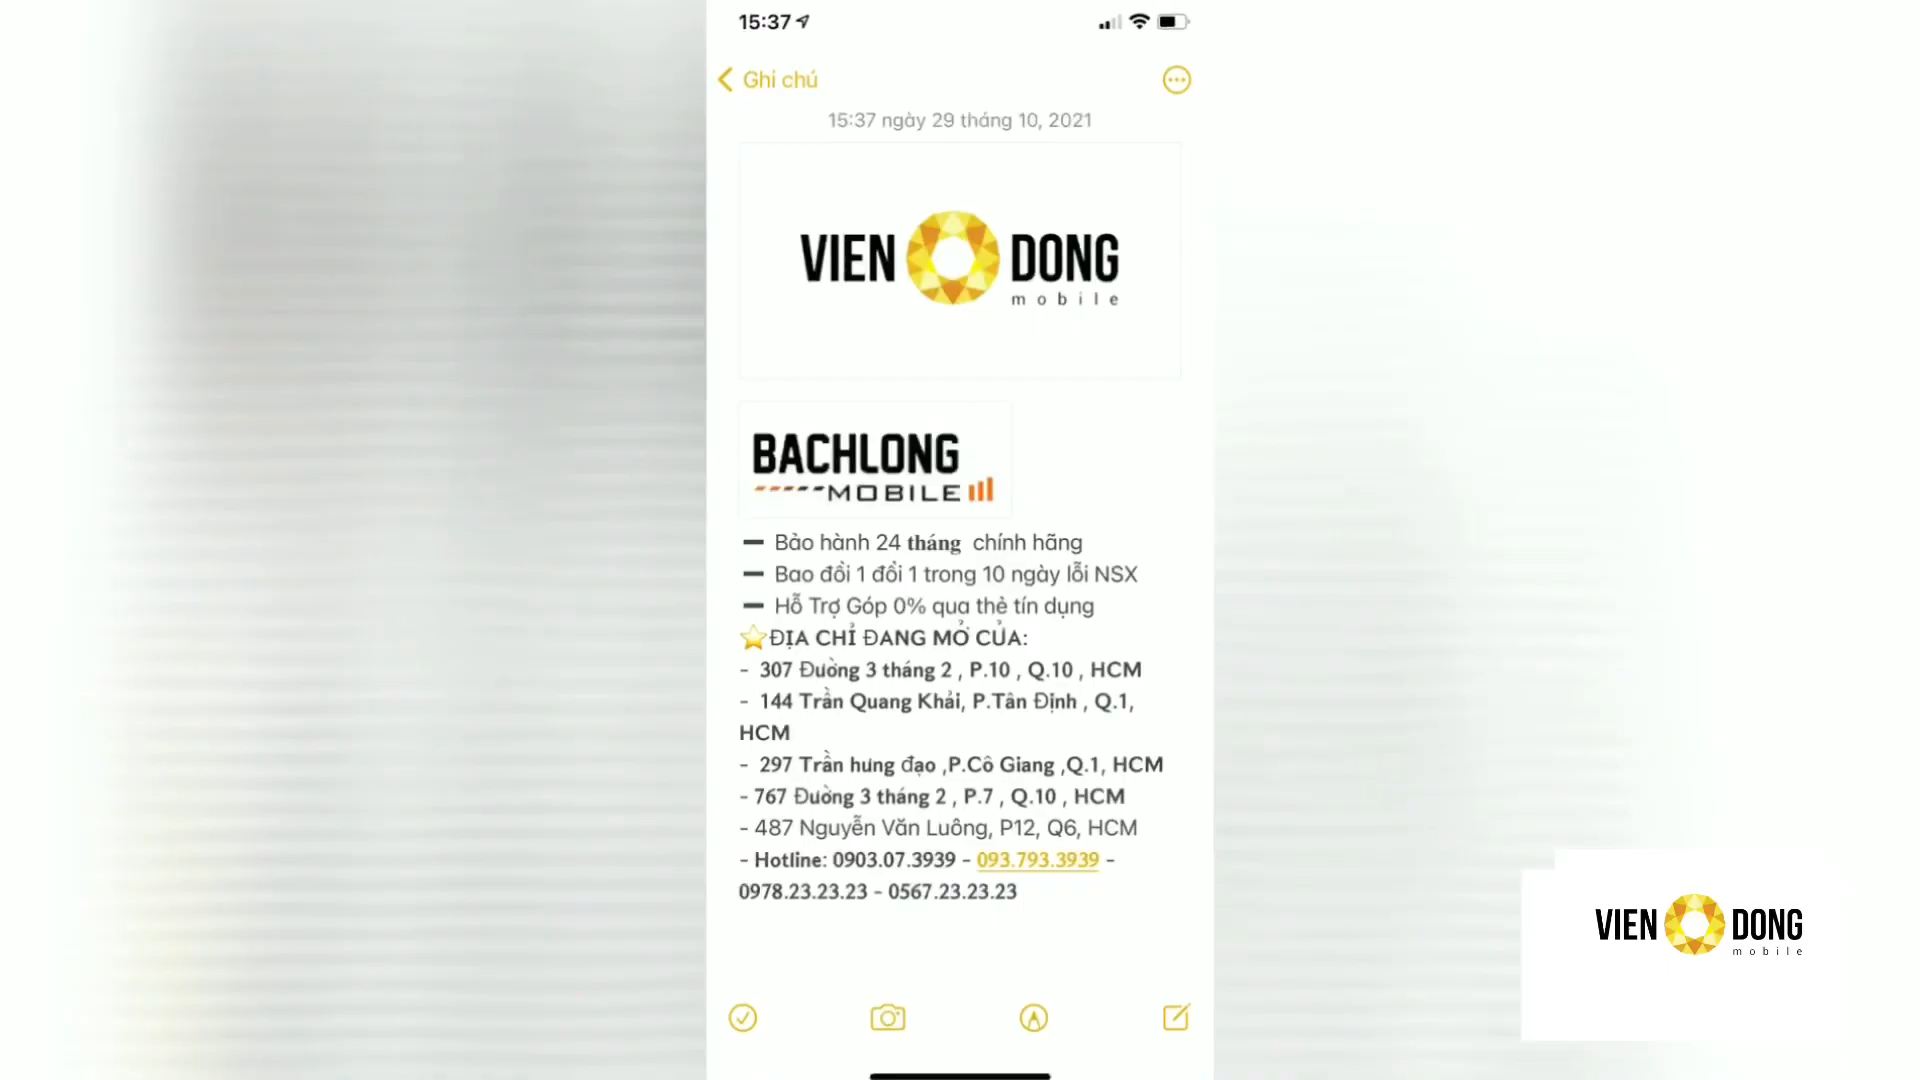 15:37
Ghi chú
15:37 ngày 29 tháng 10, 2021
VIEN DONG
mobile
BACHLONG
MOBILE
➖ Bảo hành 24 tháng chính hãng
➖ Bao đổi 1 đổi 1 trong 10 ngày lỗi NSX
➖ Hỗ Trợ Góp 0% qua thẻ tín dụng
⭐ĐỊA CHỈ ĐANG MỞ CỦA:
- 307 Đường 3 tháng 2 , P.10 , Q.10 , HCM
- 144 Trần Quang Khải, P.Tân Định , Q.1,
HCM
- 297 Trần hưng đạo ,P.Cô Giang ,Q.1, HCM
- 767 Đường 3 tháng 2 , P.7 , Q.10 , HCM
- 487 Nguyễn Văn Luông, P12, Q6, HCM
- Hotline: 0903.07.3939 - 093.793.3939 -
0978.23.23.23 - 0567.23.23.23
VIEN DONG
mobile